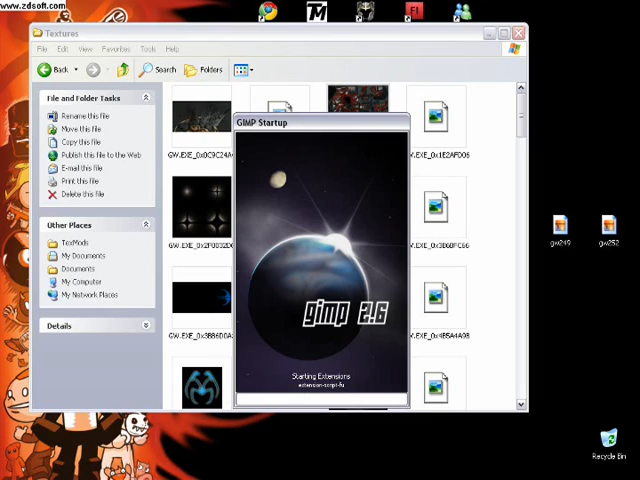 www.zdsoft.com
Textures
File Edit View Favorites Tools Help
Back Search Folders
File and Folder Tasks
Rename this file
Move this file
Copy this file
Publish this file to the Web
E-mail this file
Print this file
Delete this file
Other Places
TexMods
My Documents
Documents
My Computer
My Network Places
Details
GIMP Startup
gimp 2.6
Starting Extensions
extension-script-fu
gw249
gw252
Recycle Bin